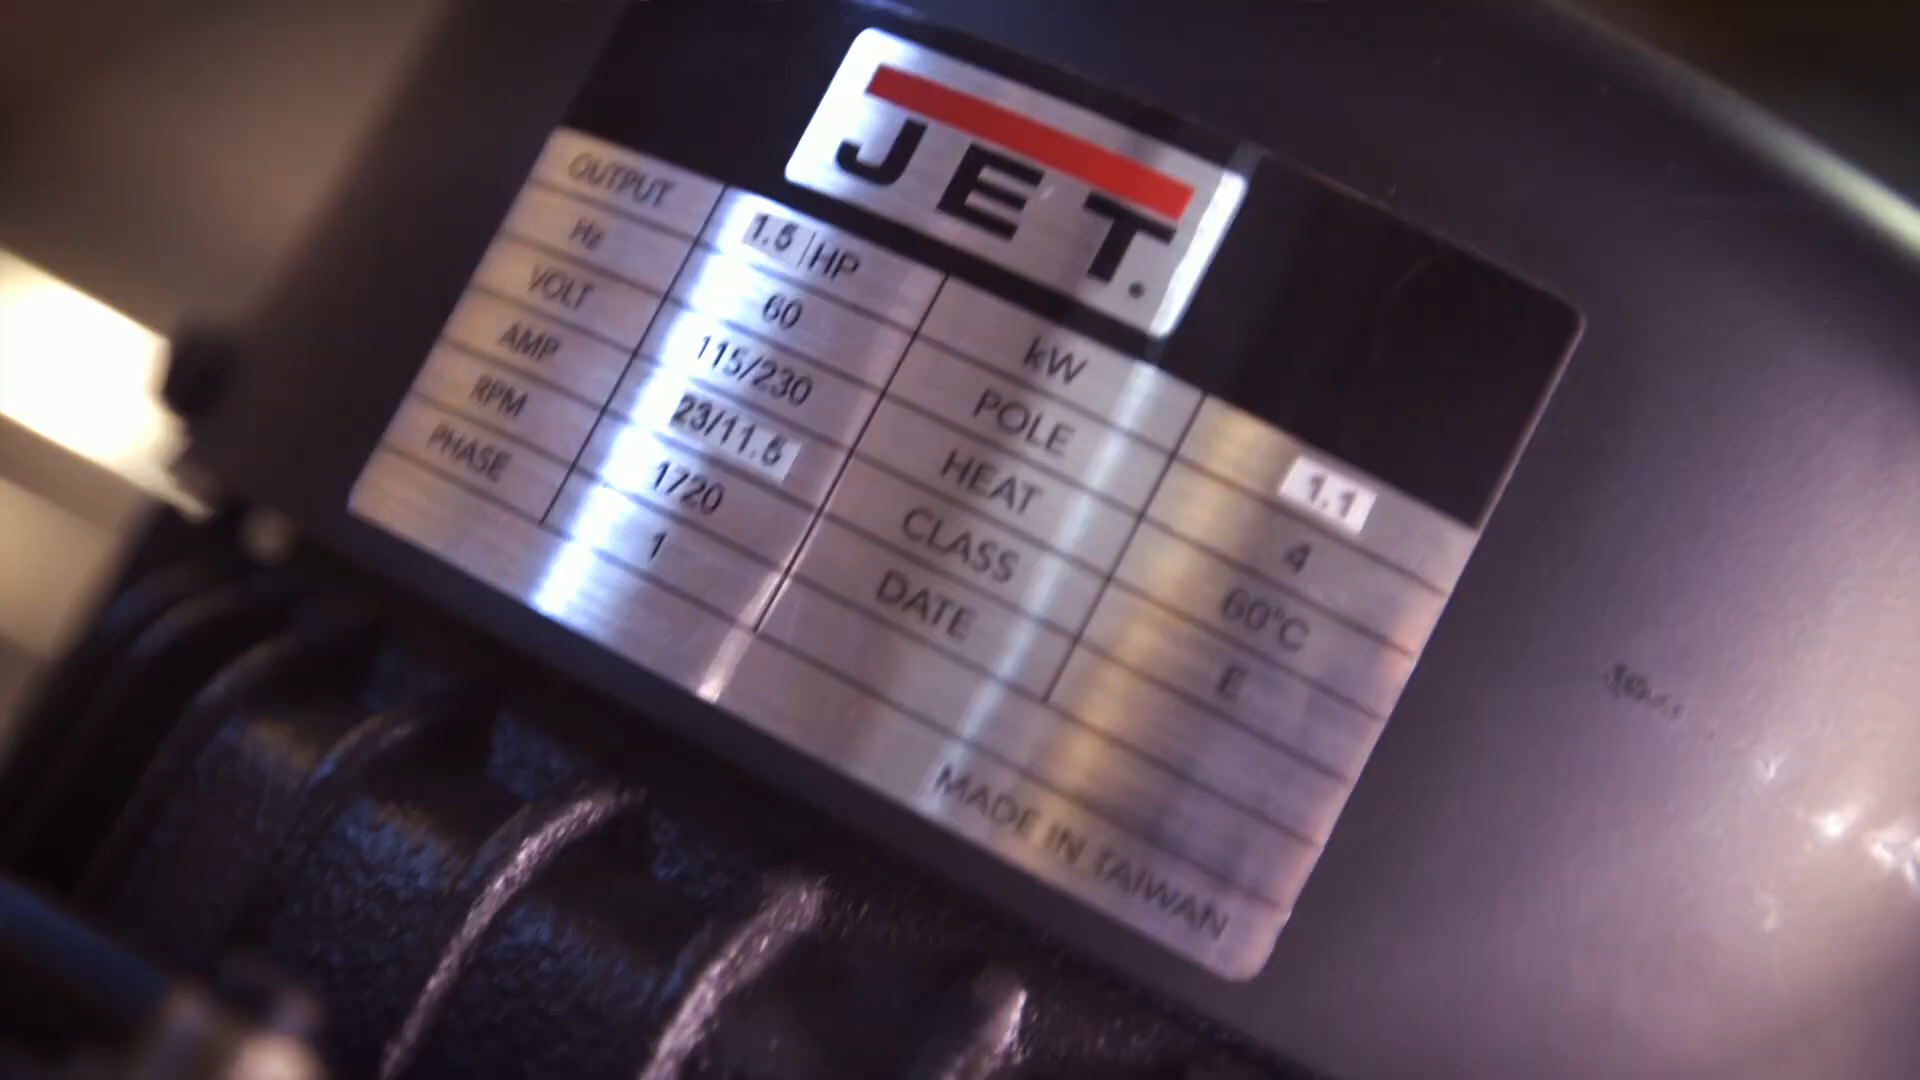 JET.
OUTPUT 1.5 HP kW 1.1
Hz 60 POLE 4
VOLT 115/230 HEAT 60°C
AMP 23/11.5 CLASS E
RPM 1720 DATE
PHASE 1
MADE IN TAIWAN